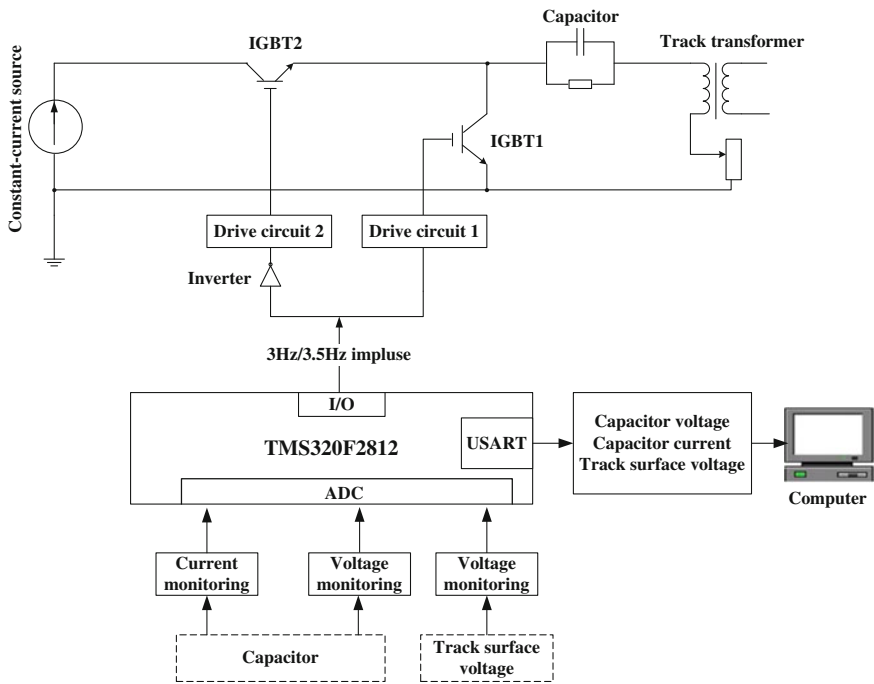 Capacitor
IGBT2
Track transformer
Constant-current source
IGBT1
Drive circuit 2
Drive circuit 1
Inverter
3Hz/3.5Hz impluse
I/O
TMS320F2812
USART
ADC
Capacitor voltage
Capacitor current
Track surface voltage
Computer
Current
monitoring
Voltage
monitoring
Voltage
monitoring
Capacitor
Track surface
voltage